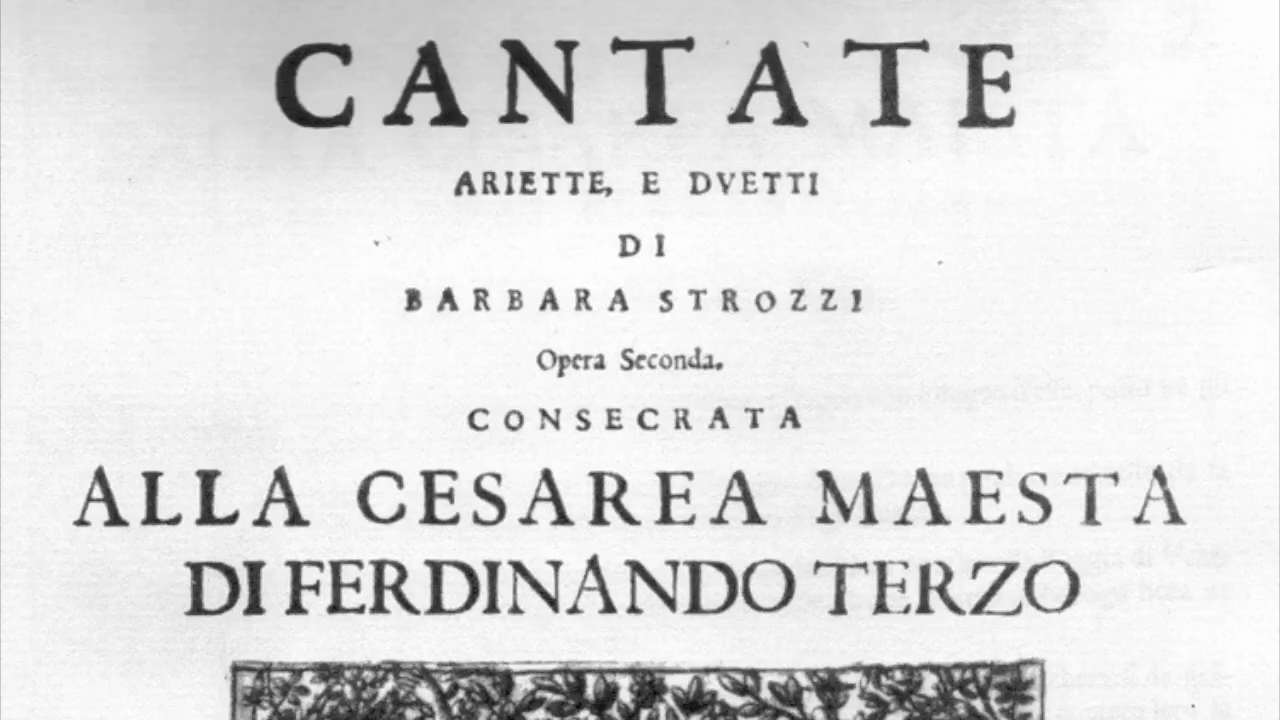 CANTATE
ARIETTE, E DVETTI
DI
BARBARA STROZZI
Opera Seconda.
CONSECRATA
ALLA CESAREA MAESTA
DI FERDINANDO TERZO